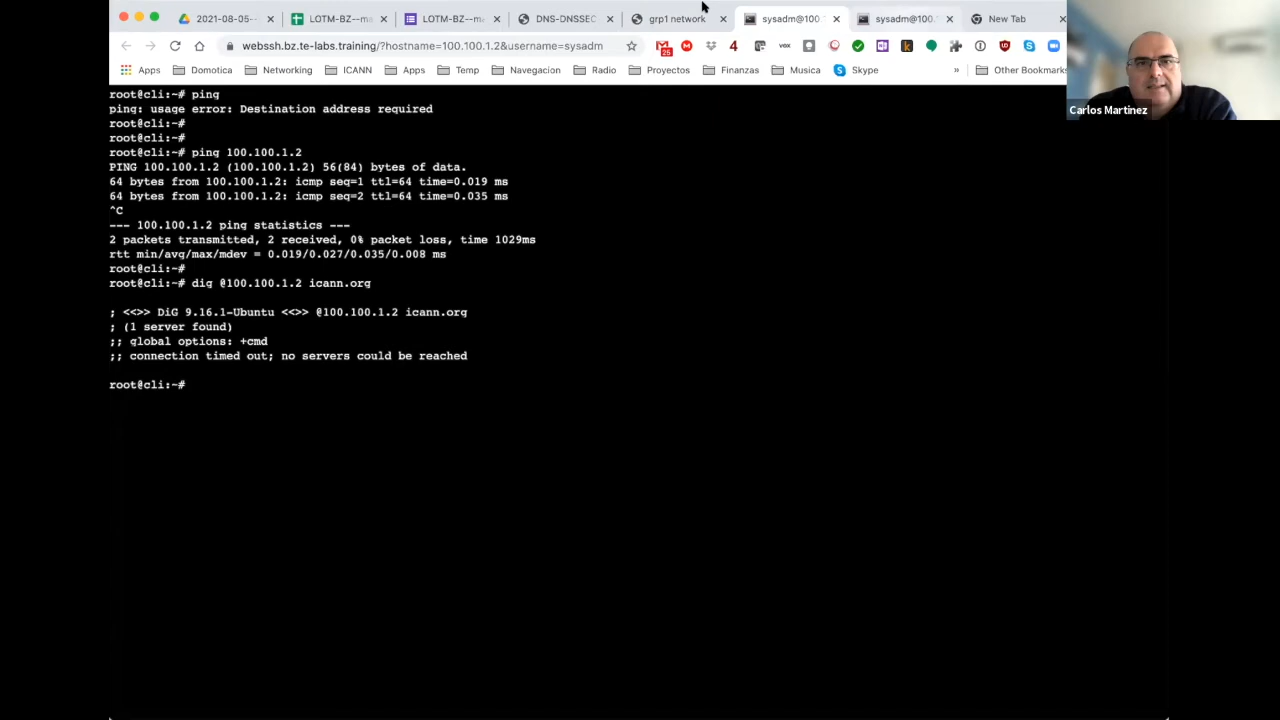 2021-08-05-
LOTM-BZ--ma
LOTM-BZ--m
DNS-DNSSEC
grp1 network
sysadm@100.
sysadm@100.
New Tab
webssh.bz.te-labs.training/?hostname=100.100.1.2&username=sysadm
25
4
vox
Apps
Domotica
Networking
ICANN
Apps
Temp
Navegacion
Radio
Proyectos
Finanzas
Musica
Skype
»
Other Bookmarks
Carlos Martinez
root@cli:~# ping
ping: usage error: Destination address required
root@cli:~#
root@cli:~#
root@cli:~# ping 100.100.1.2
PING 100.100.1.2 (100.100.1.2) 56(84) bytes of data.
64 bytes from 100.100.1.2: icmp_seq=1 ttl=64 time=0.019 ms
64 bytes from 100.100.1.2: icmp_seq=2 ttl=64 time=0.035 ms
^C
--- 100.100.1.2 ping statistics ---
2 packets transmitted, 2 received, 0% packet loss, time 1029ms
rtt min/avg/max/mdev = 0.019/0.027/0.035/0.008 ms
root@cli:~#
root@cli:~# dig @100.100.1.2 icann.org
; <<>> DiG 9.16.1-Ubuntu <<>> @100.100.1.2 icann.org
; (1 server found)
;; global options: +cmd
;; connection timed out; no servers could be reached
root@cli:~#